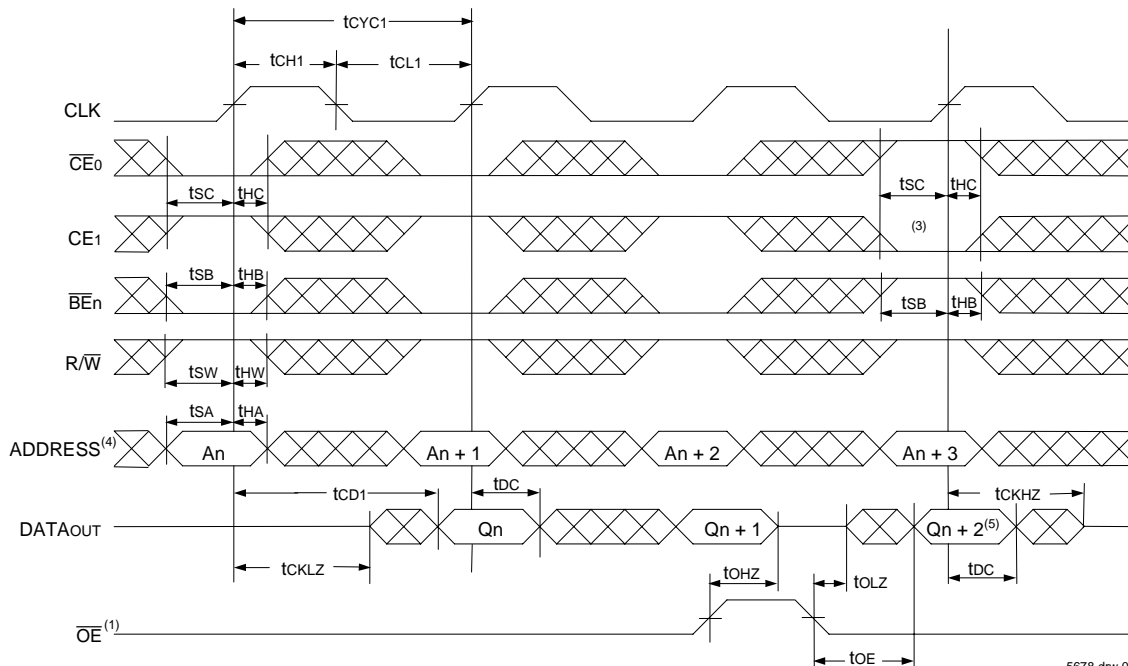 tCYC1
tCH1 tCL1
CLK
CE0
tSC tHC tSC tHC
(3)
CE1
tSB tHB
BEn
tSB tHB
R/W
tSW tHW
tSA tHA
ADDRESS(4) An An + 1 An + 2 An + 3
tCD1 tDC tCKHZ
DATAOUT Qn Qn + 1 Qn + 2(5)
tCKLZ tOHZ tOLZ tDC
OE(1)
tOE